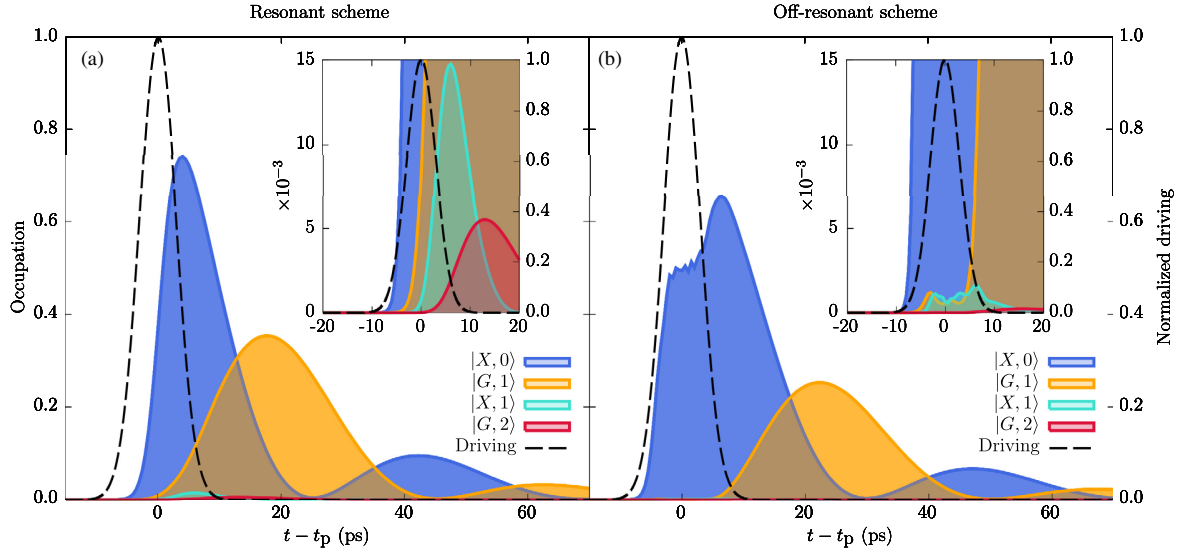 Resonant scheme
Off-resonant scheme
(a)
(b)
Occupation
1.0
0.8
0.6
0.4
0.2
0.0
0
20
40
60
t − tp (ps)
×10−3
15
10
5
0
-20
-10
0
10
20
1.0
0.8
0.6
0.4
0.2
0.0
|X, 0⟩
|G, 1⟩
|X, 1⟩
|G, 2⟩
Driving
0
20
40
60
t − tp (ps)
×10−3
15
10
5
0
-20
-10
0
10
20
1.0
0.8
0.6
0.4
0.2
0.0
|X, 0⟩
|G, 1⟩
|X, 1⟩
|G, 2⟩
Driving
1.0
0.8
0.6
0.4
0.2
0.0
Normalized driving